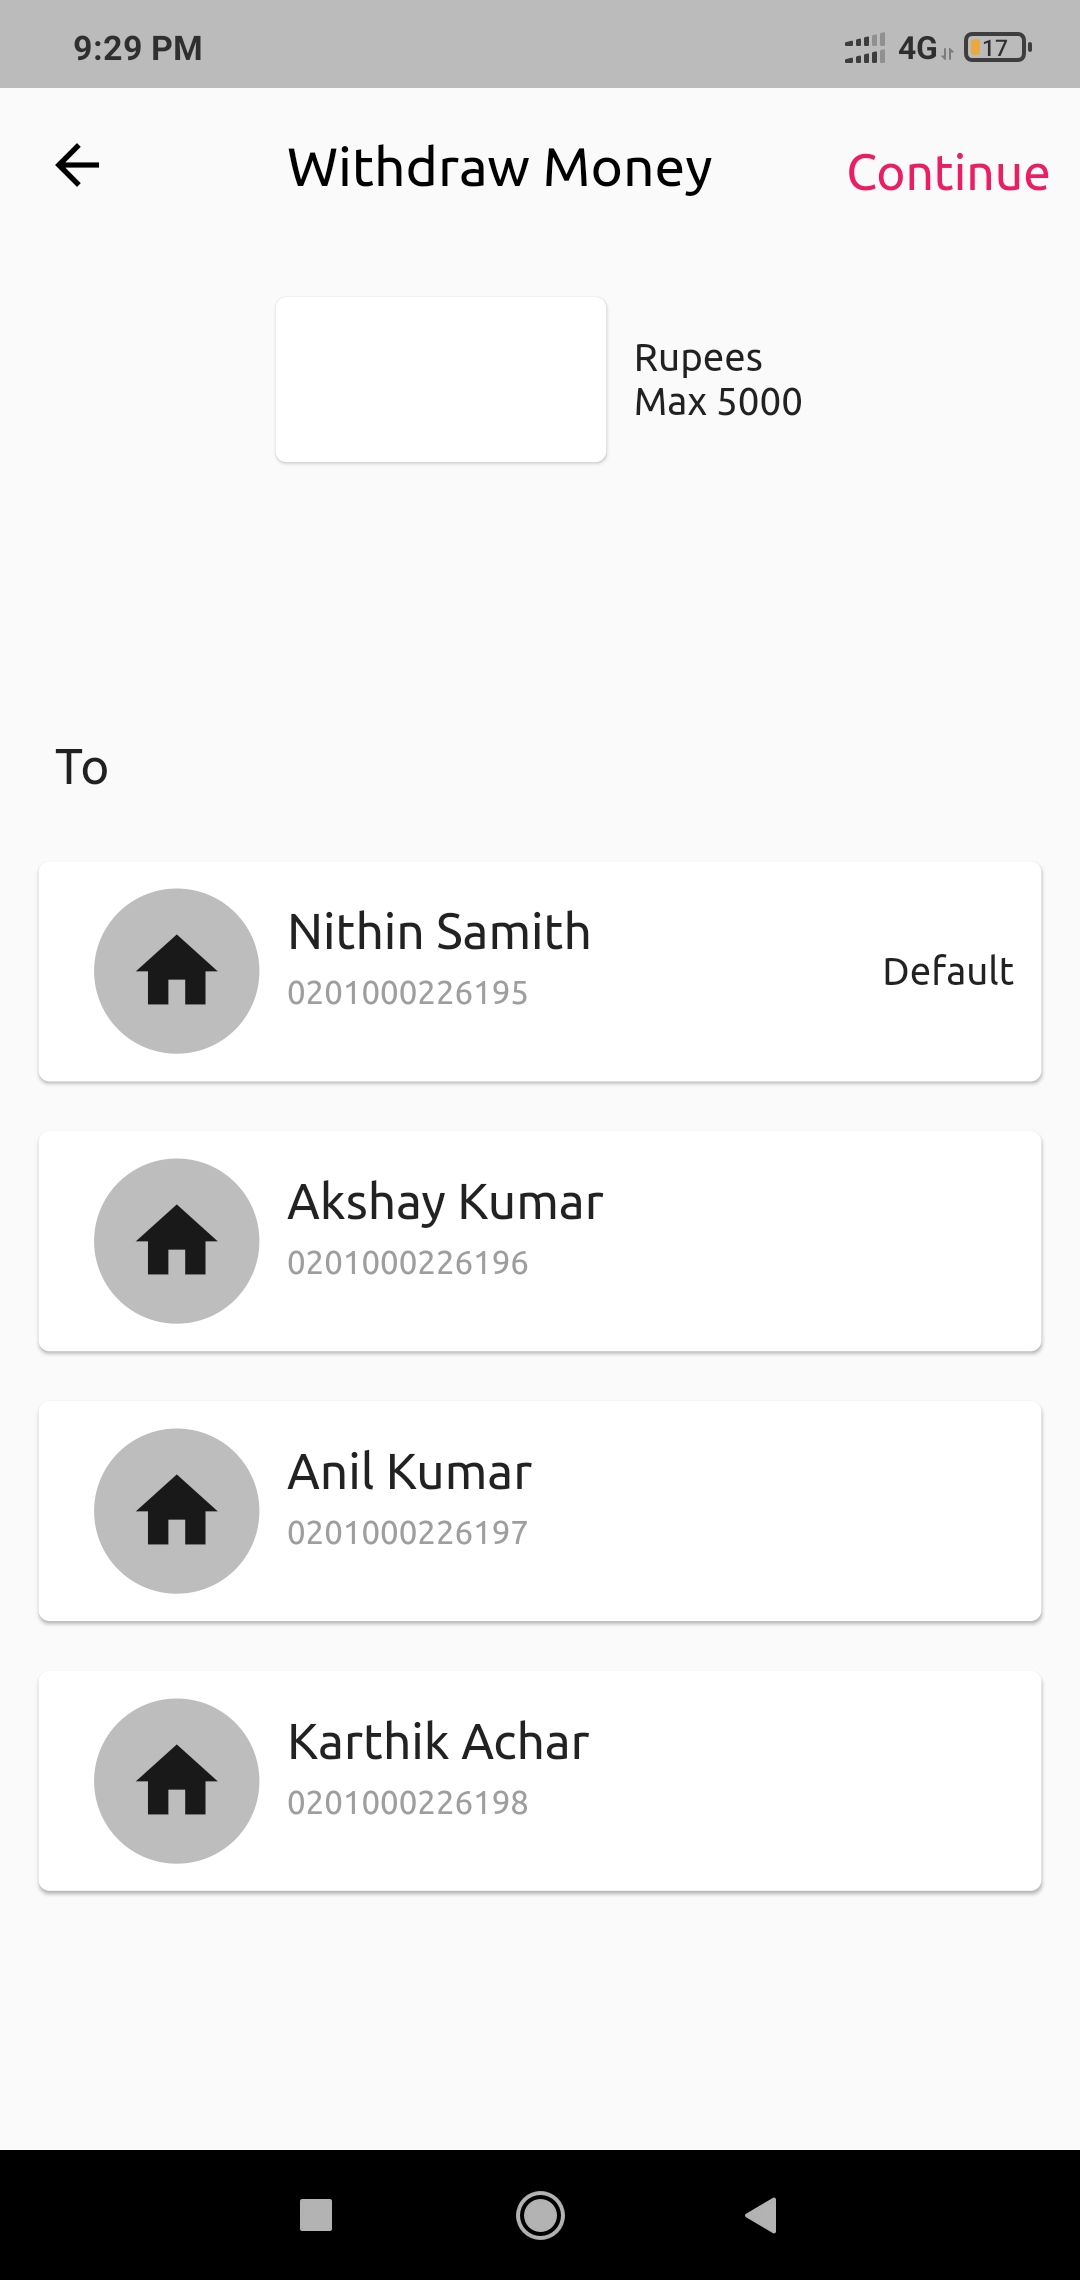 9:29 PM
4G 17
Withdraw Money
Continue
Rupees
Max 5000
To
Nithin Samith
0201000226195
Default
Akshay Kumar
0201000226196
Anil Kumar
0201000226197
Karthik Achar
0201000226198